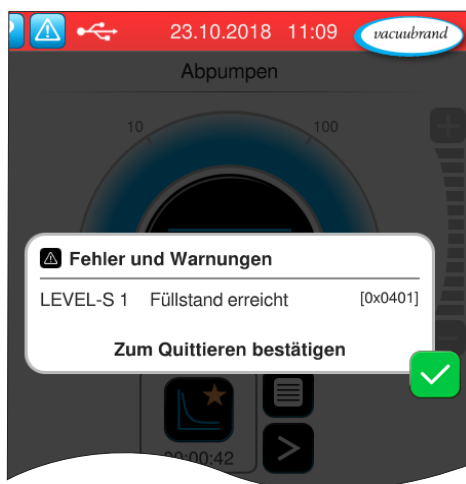 23.10.2018 11:09 vacuubrand
Abpumpen
10 100
Fehler und Warnungen
LEVEL-S 1 Füllstand erreicht [0x0401]
Zum Quittieren bestätigen
00:00:42